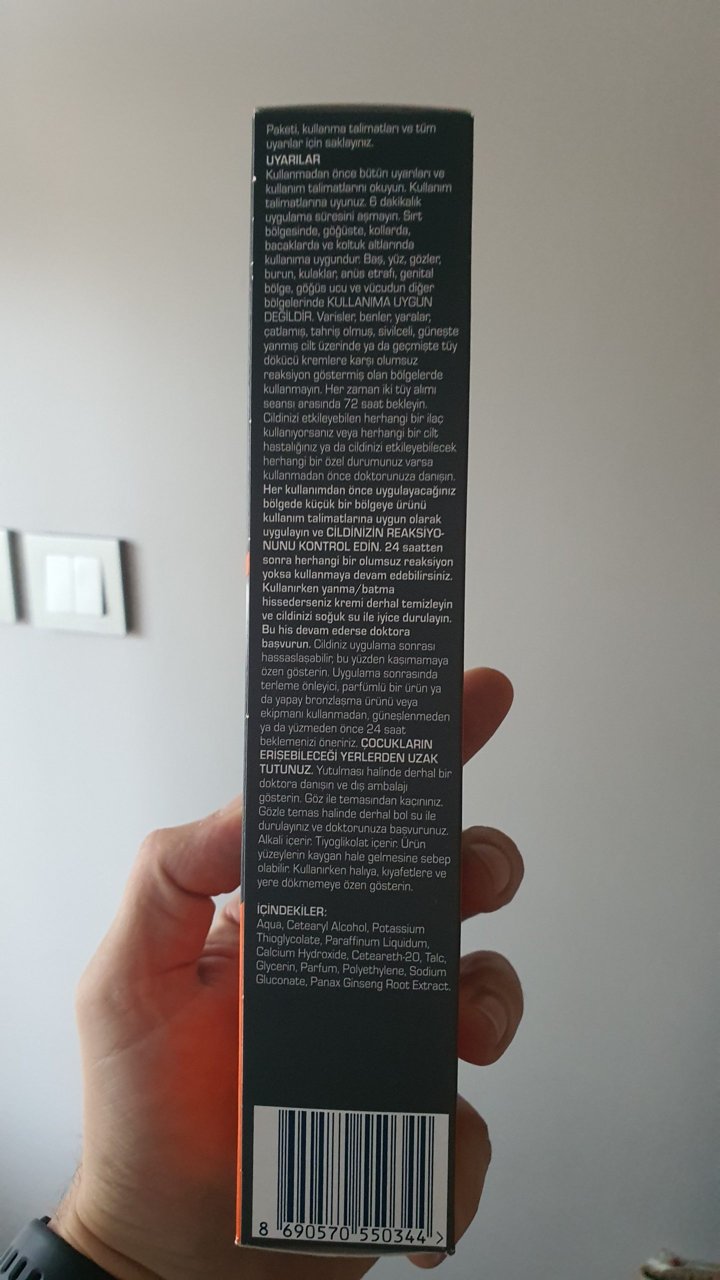 Paketi, kullanma talimatları ve tüm
uyarılar için saklayınız.
UYARILAR
Kullanmadan önce bütün uyarıları ve
kullanım talimatlarını okuyun. Kullanım
talimatlarına uyunuz. 6 dakikalık
uygulama süresini aşmayın. Sırt
bölgesinde, göğüste, kollarda,
bacaklarda ve koltuk altlarında
kullanıma uygundur. Baş, yüz, gözler,
burun, kulaklar, anüs etrafı, genital
bölge, göğüs ucu ve vücudun diğer
bölgelerinde KULLANIMA UYGUN
DEĞİLDİR. Varisler, benler, yaralar,
çatlamış, tahriş olmuş, sivilceli, güneşte
yanmış cilt üzerinde ya da geçmişte tüy
dökücü kremlere karşı olumsuz
reaksiyon göstermiş olan bölgelerde
kullanmayın. Her zaman iki tüy alımı
seansı arasında 72 saat bekleyin.
Cildinizi etkileyebilen herhangi bir ilaç
kullanıyorsanız veya herhangi bir cilt
hastalığınız ya da cildinizi etkileyebilecek
herhangi bir özel durumunuz varsa
kullanmadan önce doktorunuza danışın.
Her kullanımdan önce uygulayacağınız
bölgede küçük bir bölgeye ürünü
kullanım talimatlarına uygun olarak
uygulayın ve CİLDİNİZİN REAKSİYO-
NUNU KONTROL EDİN. 24 saatten
sonra herhangi bir olumsuz reaksiyon
yoksa kullanmaya devam edebilirsiniz.
Kullanırken yanma/batma
hissederseniz kremi derhal temizleyin
ve cildinizi soğuk su ile iyice durulayın.
Bu his devam ederse doktora
başvurun. Cildiniz uygulama sonrası
hassaslaşabilir, bu yüzden kaşımamaya
özen gösterin. Uygulama sonrasında
terleme önleyici, parfümlü bir ürün ya
da yapay bronzlaşma ürünü veya
ekipmanı kullanmadan, güneşlenmeden
ya da yüzmeden önce 24 saat
beklemenizi öneririz. ÇOCUKLARIN
ERİŞEBİLECEĞİ YERLERDEN UZAK
TUTUNUZ. Yutulması halinde derhal bir
doktora danışın ve dış ambalajı
gösterin. Göz ile temasından kaçınınız.
Gözle temas halinde derhal bol su ile
durulayınız ve doktorunuza başvurunuz.
Alkali içerir. Tiyoglikolat içerir. Ürün
yüzeylerin kaygan hale gelmesine sebep
olabilir. Kullanırken halıya, kıyafetlere ve
yere dökmemeye özen gösterin.
İÇİNDEKİLER:
Aqua, Cetearyl Alcohol, Potassium
Thioglycolate, Paraffinum Liquidum,
Calcium Hydroxide, Ceteareth-20, Talc,
Glycerin, Parfum, Polyethylene, Sodium
Gluconate, Panax Ginseng Root Extract.
8 690570 550344 >